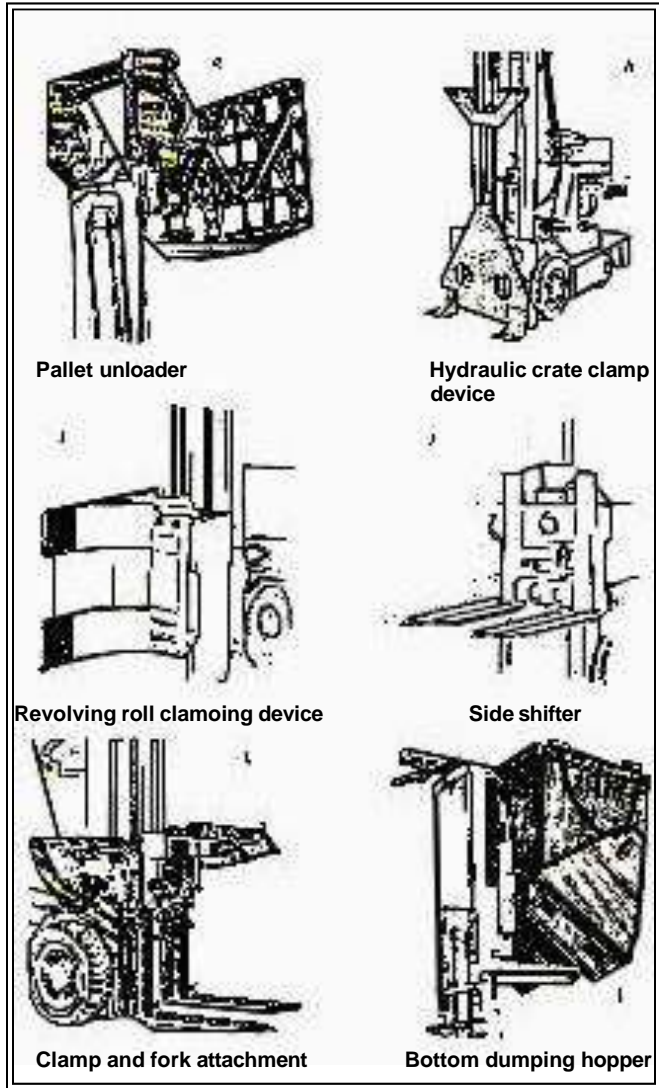 Pallet unloader
Hydraulic crate clamp
device
Revolving roll clamoing device
Side shifter
Clamp and fork attachment
Bottom dumping hopper